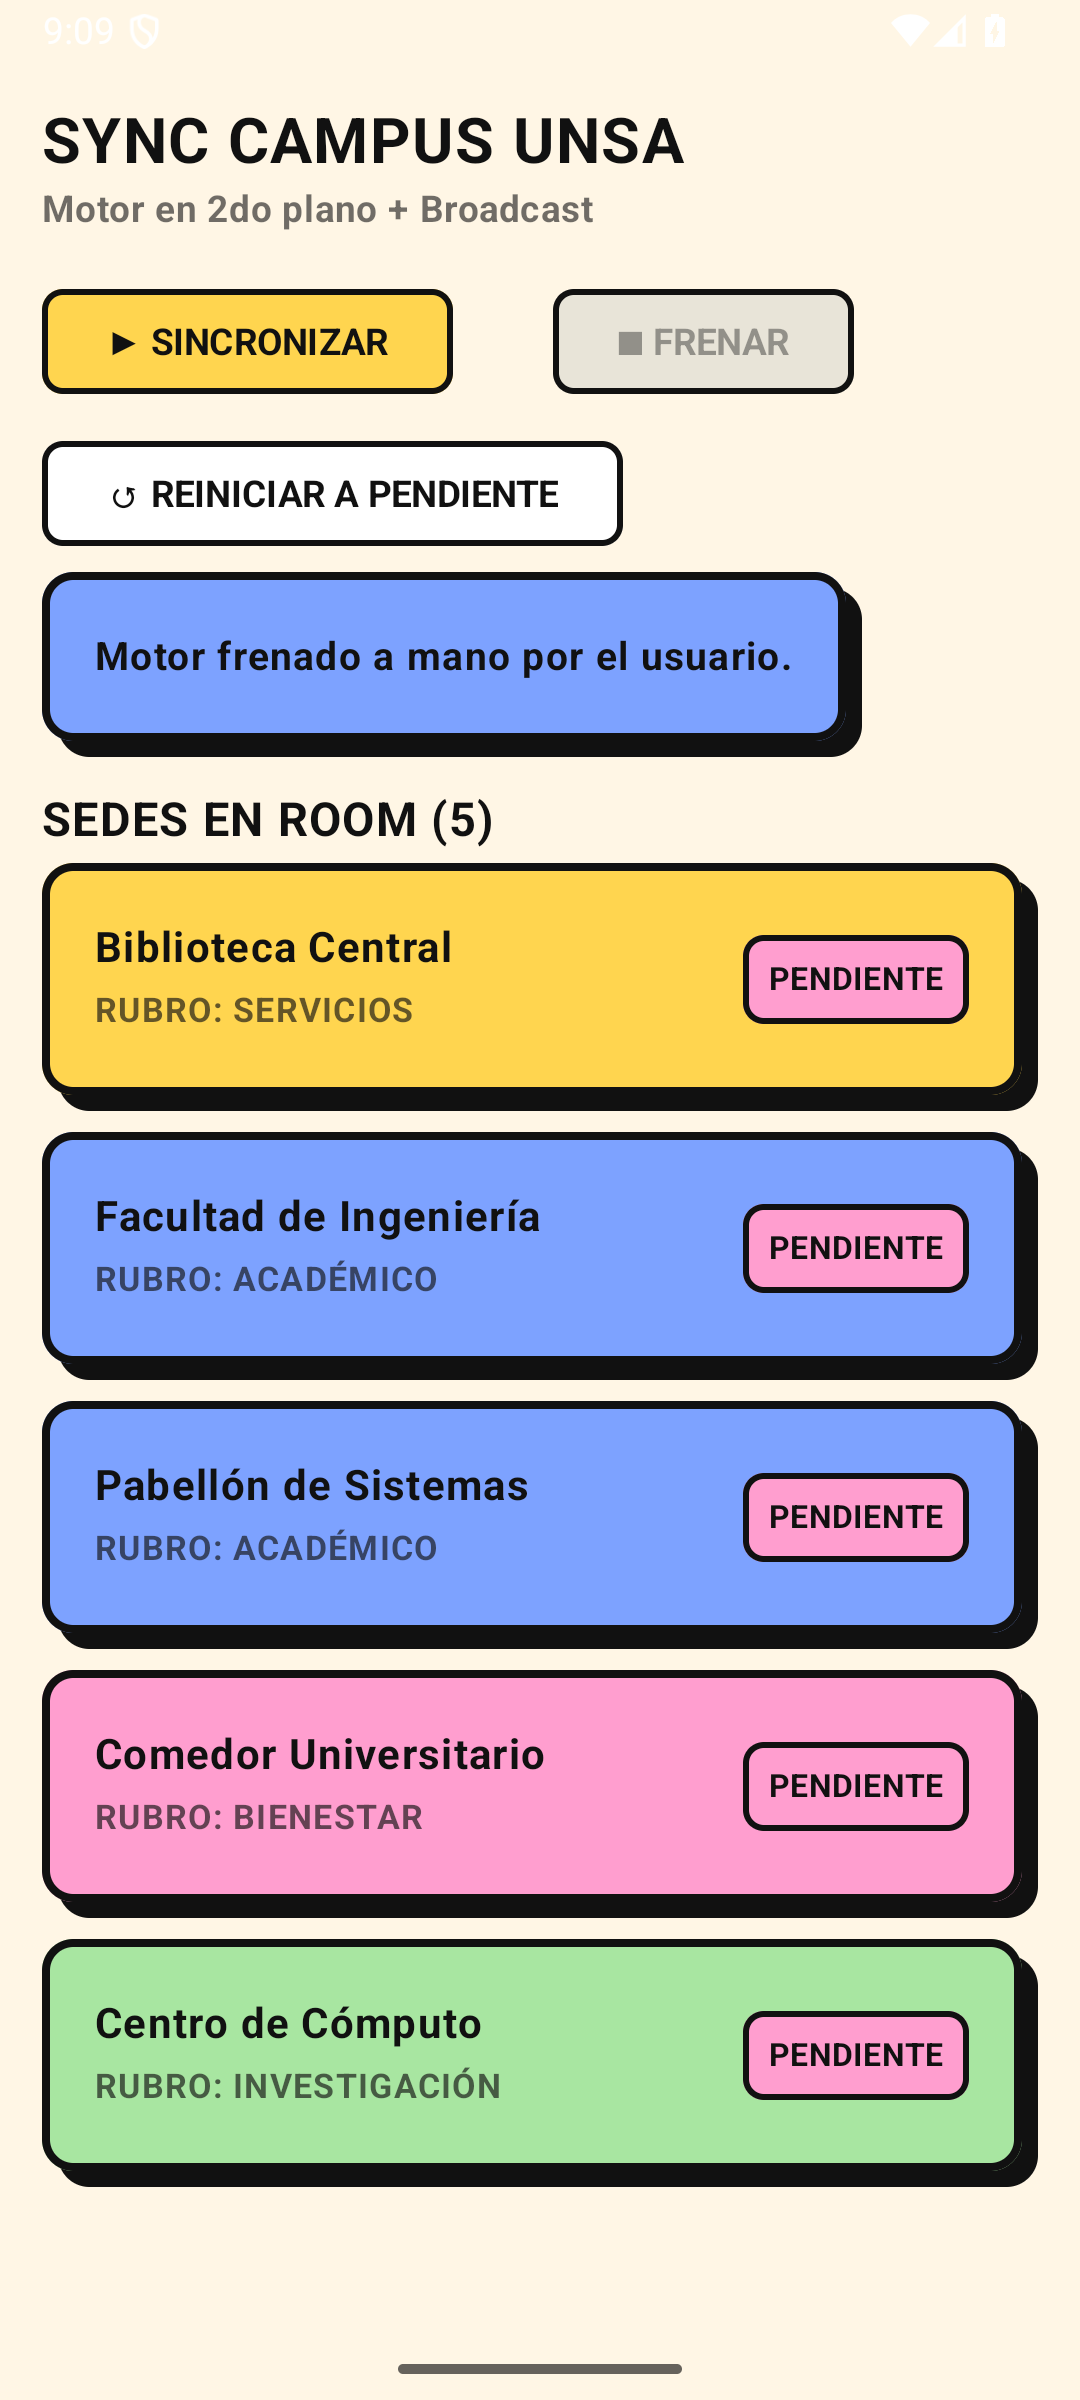 9:09
SYNC CAMPUS UNSA
Motor en 2do plano + Broadcast
▶ SINCRONIZAR
■ FRENAR
↺ REINICIAR A PENDIENTE
Motor frenado a mano por el usuario.
SEDES EN ROOM (5)
Biblioteca Central
RUBRO: SERVICIOS
PENDIENTE
Facultad de Ingeniería
RUBRO: ACADÉMICO
PENDIENTE
Pabellón de Sistemas
RUBRO: ACADÉMICO
PENDIENTE
Comedor Universitario
RUBRO: BIENESTAR
PENDIENTE
Centro de Cómputo
RUBRO: INVESTIGACIÓN
PENDIENTE